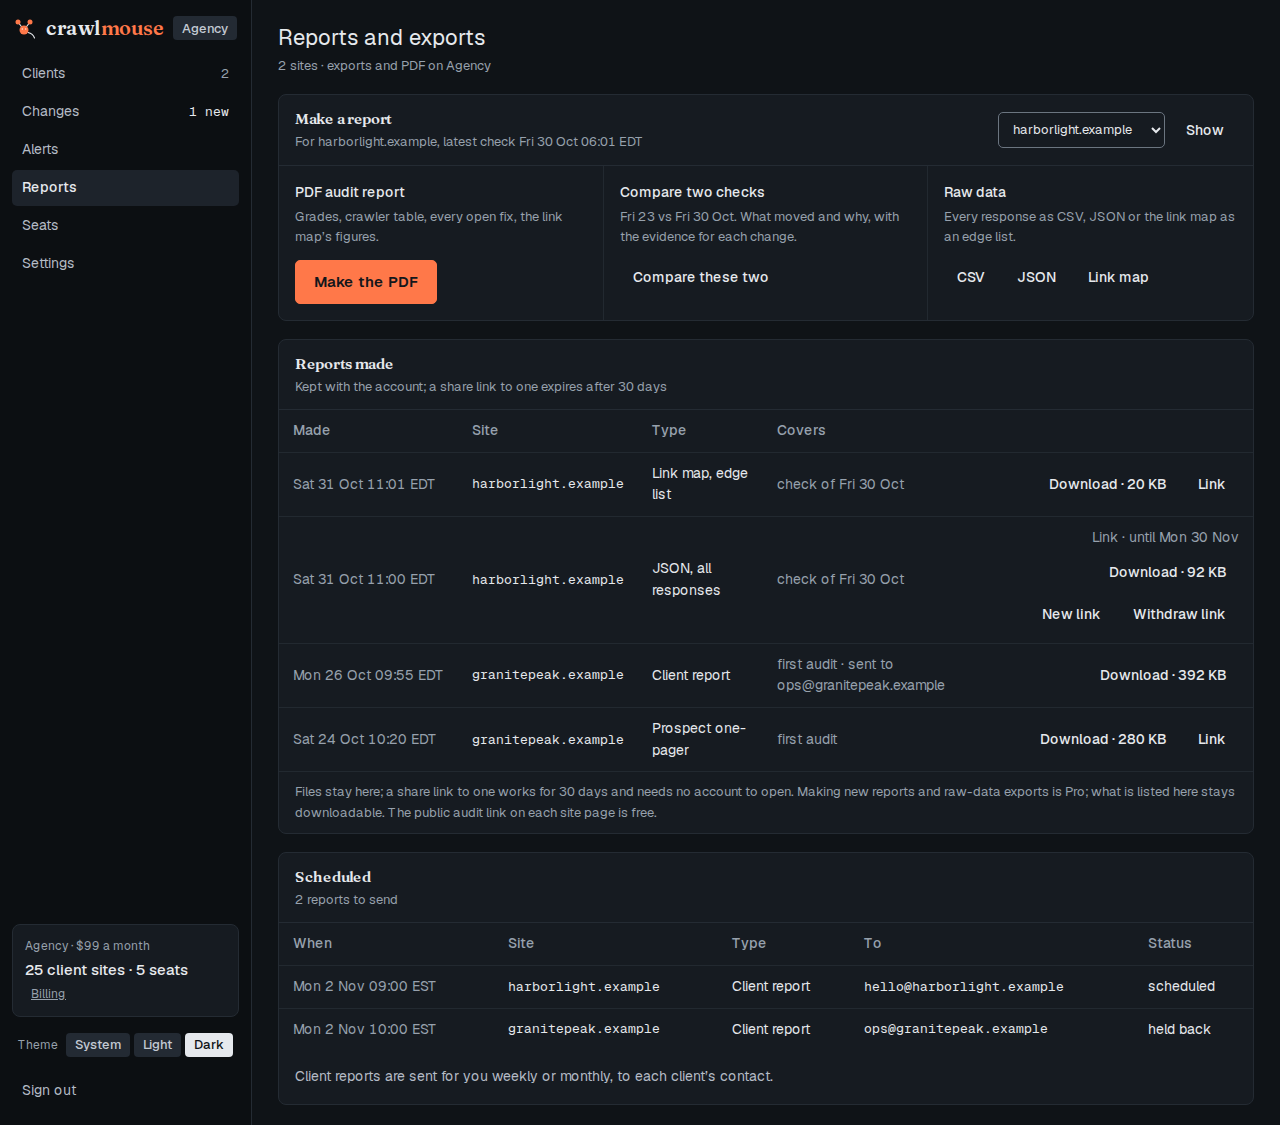 crawlmouse Agency
Clients 2
Changes 1 new
Alerts
Reports
Seats
Settings
Agency · $99 a month
25 client sites · 5 seats
Billing
Theme System Light Dark
Sign out
Reports and exports
2 sites · exports and PDF on Agency
Make a report
For harborlight.example, latest check Fri 30 Oct 06:01 EDT
harborlight.example Show
PDF audit report
Grades, crawler table, every open fix, the link
map’s figures.
Make the PDF
Compare two checks
Fri 23 vs Fri 30 Oct. What moved and why, with
the evidence for each change.
Compare these two
Raw data
Every response as CSV, JSON or the link map as
an edge list.
CSV JSON Link map
Reports made
Kept with the account; a share link to one expires after 30 days
Made Site Type Covers
Sat 31 Oct 11:01 EDT harborlight.example Link map, edge
list check of Fri 30 Oct Download · 20 KB Link
Sat 31 Oct 11:00 EDT harborlight.example JSON, all
responses check of Fri 30 Oct Link · until Mon 30 Nov
Download · 92 KB
New link Withdraw link
Mon 26 Oct 09:55 EDT granitepeak.example Client report first audit · sent to
ops@granitepeak.example Download · 392 KB
Sat 24 Oct 10:20 EDT granitepeak.example Prospect one-
pager first audit Download · 280 KB Link
Files stay here; a share link to one works for 30 days and needs no account to open. Making new reports and raw-data exports is Pro; what is listed here stays
downloadable. The public audit link on each site page is free.
Scheduled
2 reports to send
When Site Type To Status
Mon 2 Nov 09:00 EST harborlight.example Client report hello@harborlight.example scheduled
Mon 2 Nov 10:00 EST granitepeak.example Client report ops@granitepeak.example held back
Client reports are sent for you weekly or monthly, to each client’s contact.